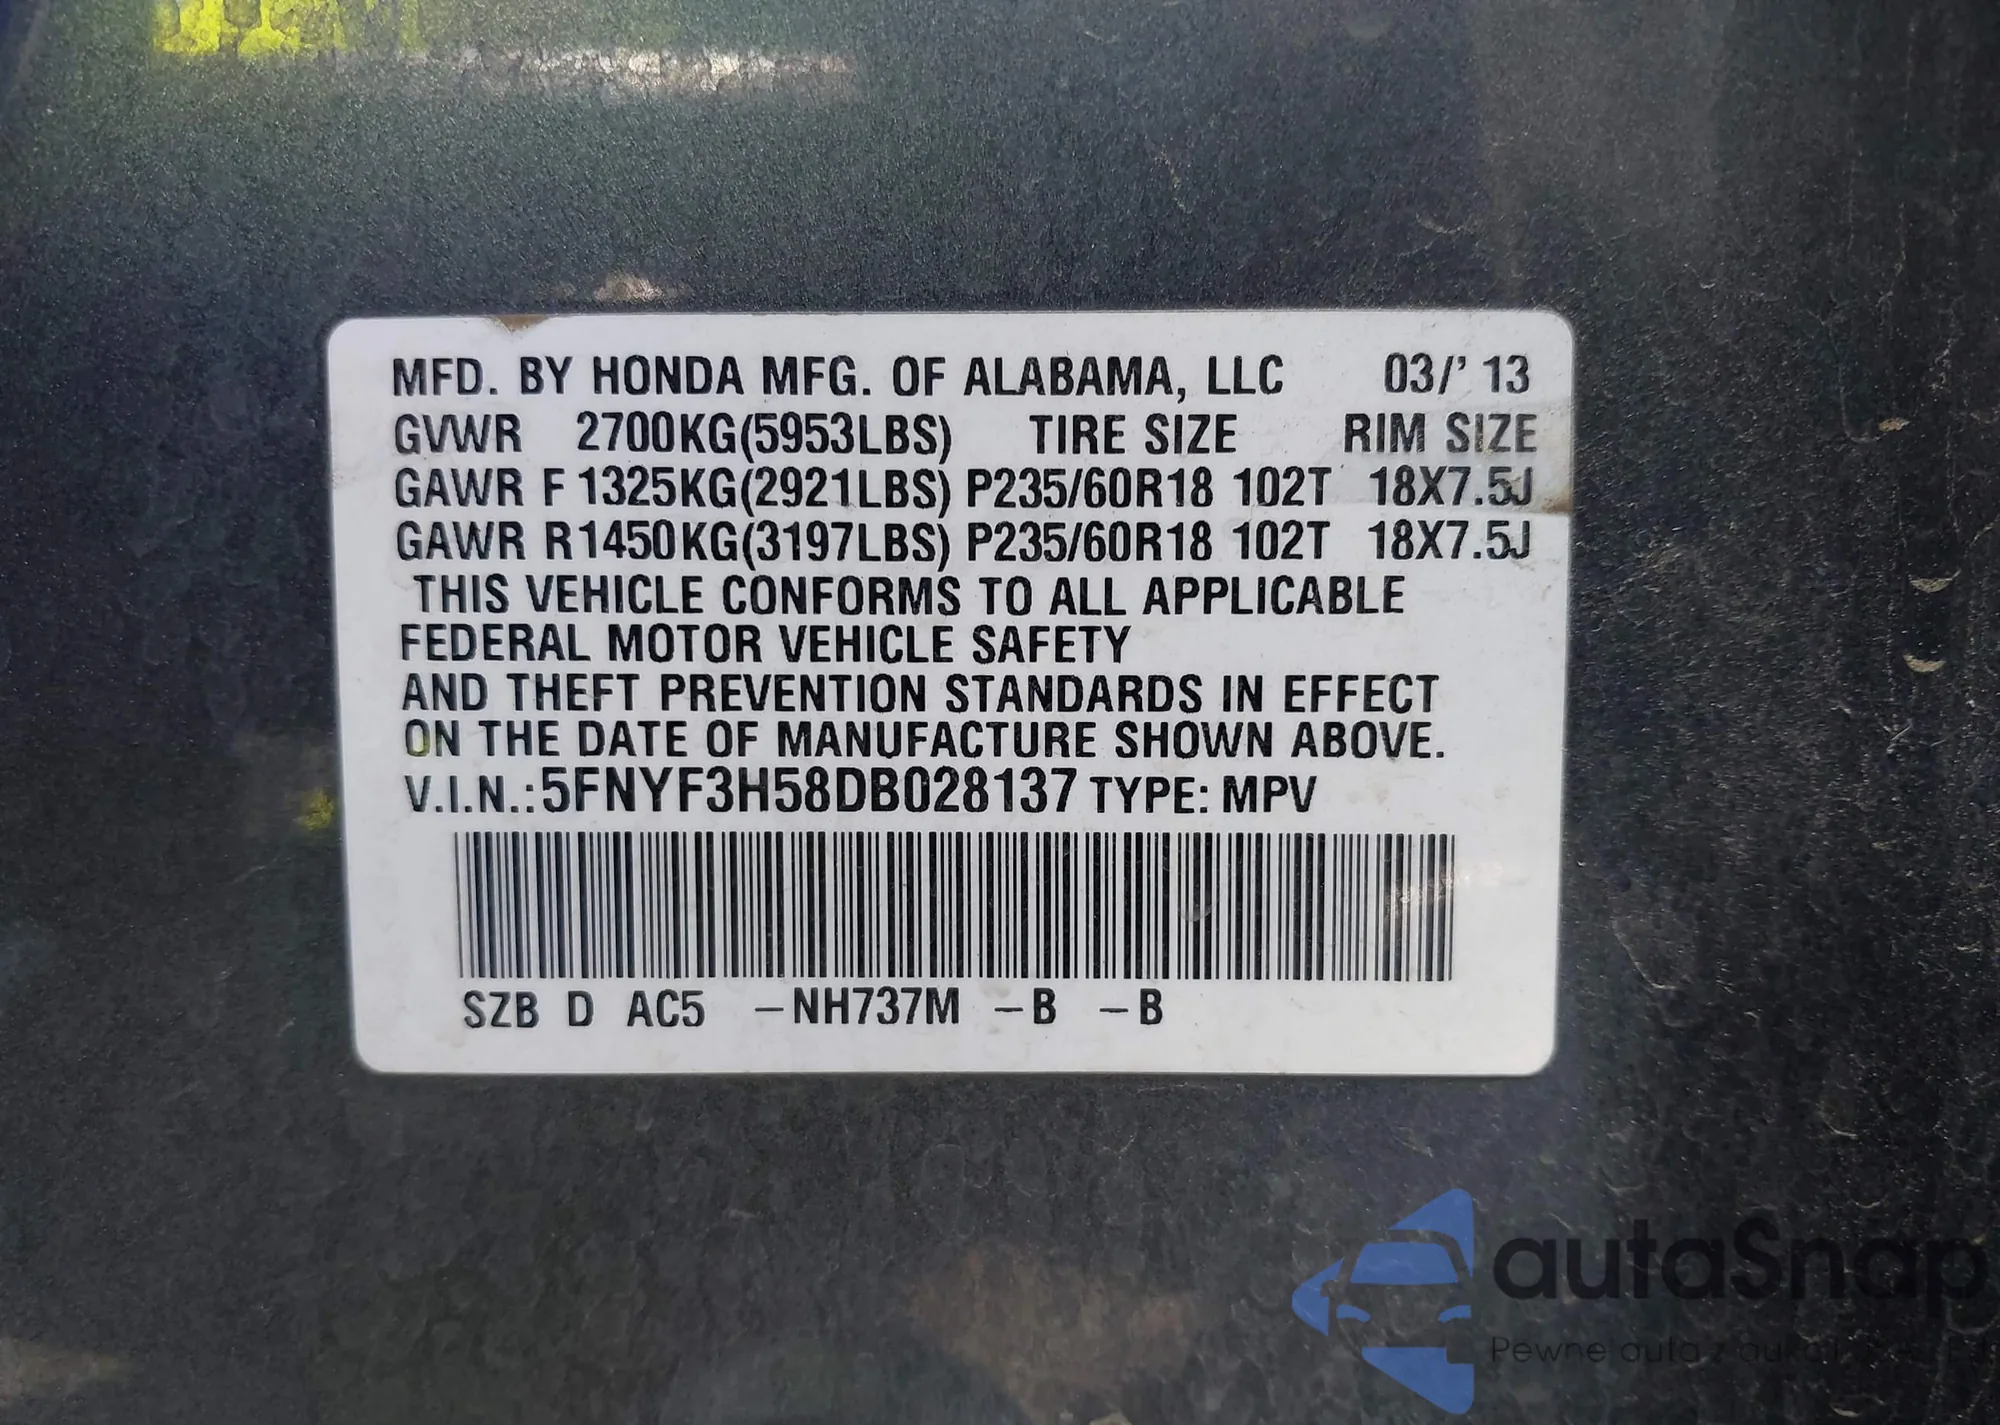 MFD. BY HONDA MFG. OF ALABAMA, LLC 03/' 13
GVWR 2700KG(5953LBS) TIRE SIZE RIM SIZE
GAWR F 1325KG(2921LBS) P235/60R18 102T 18X7.5J
GAWR R1450KG(3197LBS) P235/60R18 102T 18X7.5J
THIS VEHICLE CONFORMS TO ALL APPLICABLE
FEDERAL MOTOR VEHICLE SAFETY
AND THEFT PREVENTION STANDARDS IN EFFECT
ON THE DATE OF MANUFACTURE SHOWN ABOVE.
V.I.N.:5FNYF3H58DB028137 TYPE: MPV
SZB D AC5 –NH737M –B –B
autaSnap
Pewne auta z aukcji